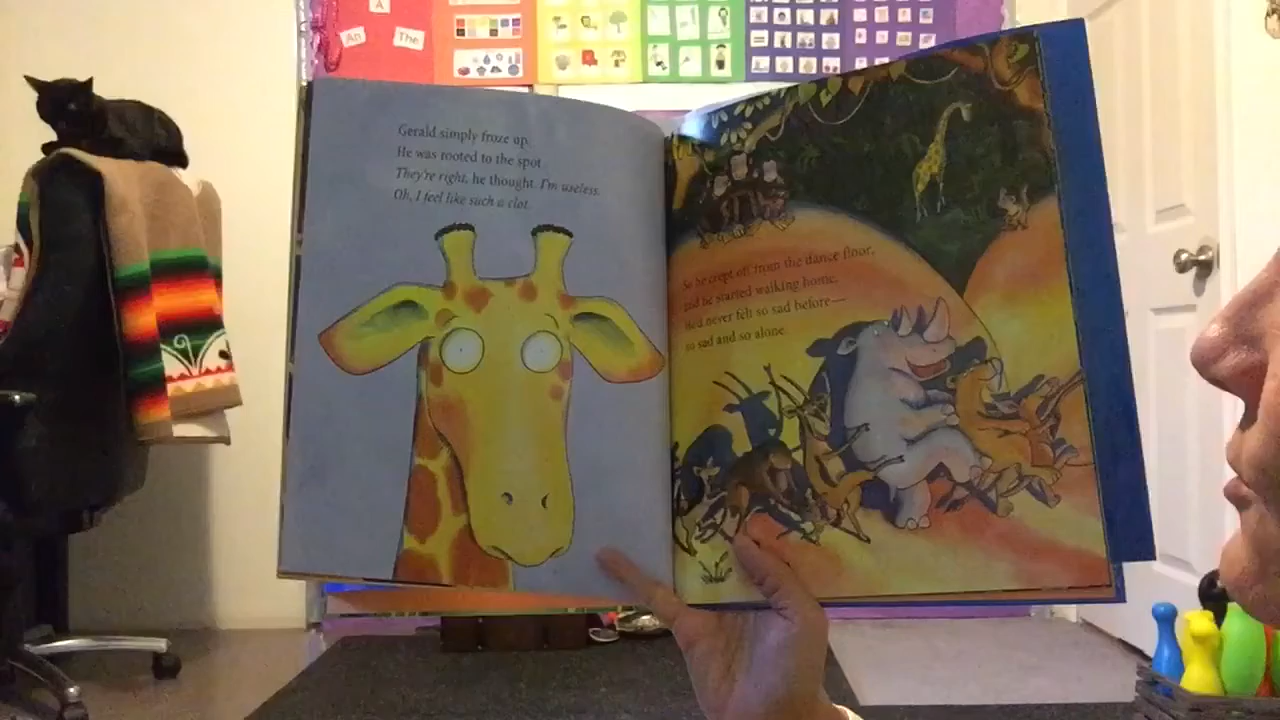 A
An
The
Gerald simply froze up.
He was rooted to the spot.
They're right, he thought. I'm useless.
Oh, I feel like such a clot.
So he crept off from the dance floor,
and he started walking home.
He'd never felt so sad before—
so sad and so alone.